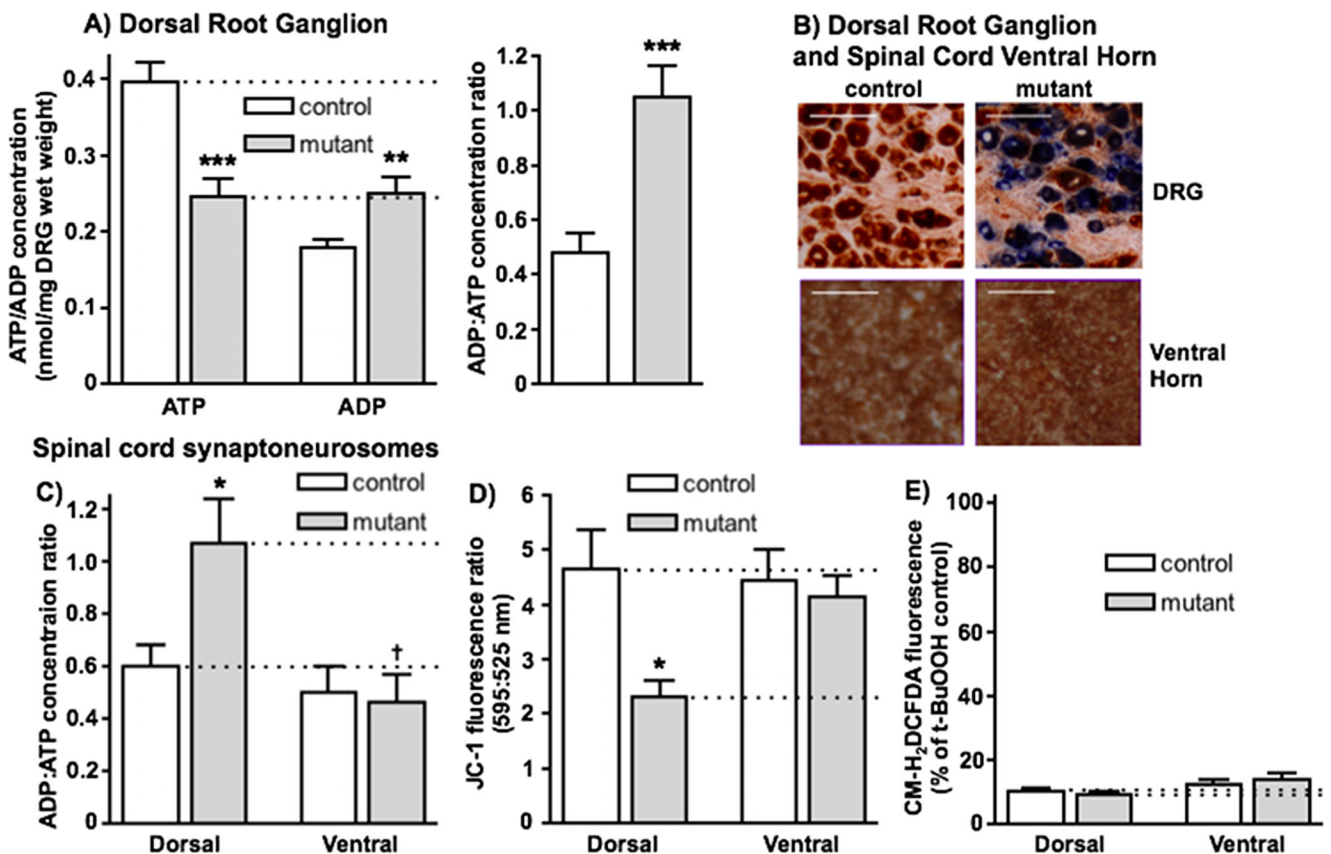 A) Dorsal Root Ganglion
ATP/ADP concentration
(nmol/mg DRG wet weight)
0.4
0.3
0.2
0.1
0
control
mutant
***
**
ATP
ADP
ADP:ATP concentration ratio
1.2
1.0
0.8
0.6
0.4
1.2
0
***
B) Dorsal Root Ganglion
and Spinal Cord Ventral Horn
control
mutant
DRG
Ventral
Horn
Spinal cord synaptoneurosomes
C)
ADP:ATP concentraion ratio
1.2
1.0
0.8
0.6
0.4
1.2
0
control
mutant
*
†
Dorsal
Ventral
D)
JC-1 fluorescence ratio
(595:525 nm)
6
5
4
3
2
4
0
control
mutant
*
Dorsal
Ventral
E)
CM-H₂DCFDA fluorescence
(% of t-BuOOH control)
100
80
60
40
20
0
control
mutant
Dorsal
Ventral